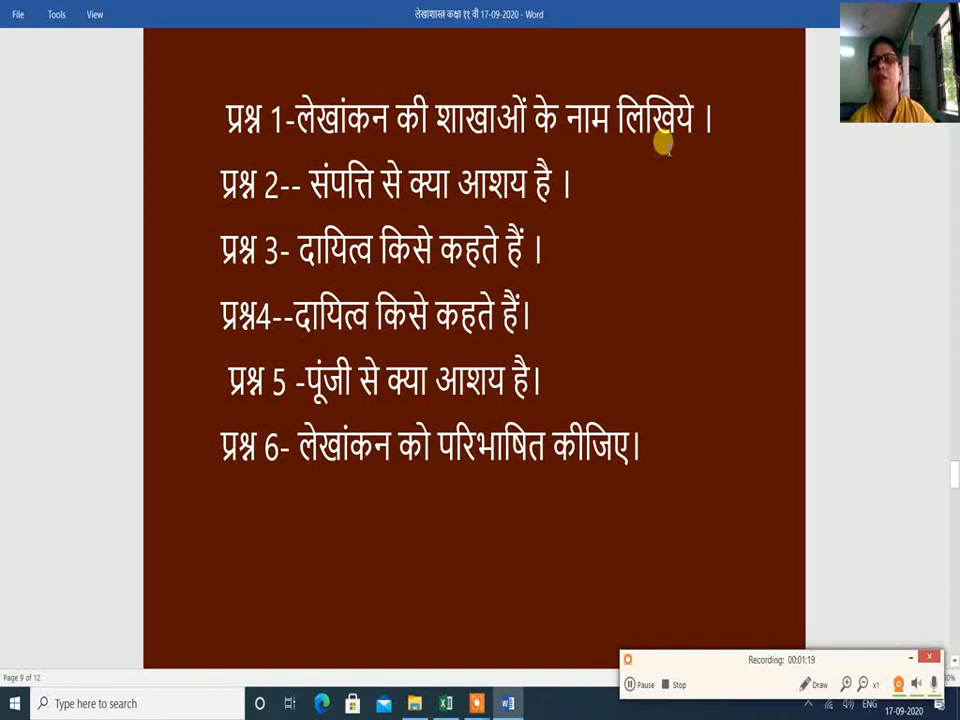 File Tools View लेखाशास्त्र कक्षा ११ वी 17-09-2020 - Word
प्रश्न 1-लेखांकन की शाखाओं के नाम लिखिये ।
प्रश्न 2-- संपत्ति से क्या आशय है ।
प्रश्न 3- दायित्व किसे कहते हैं ।
प्रश्न4--दायित्व किसे कहते हैं।
प्रश्न 5 -पूंजी से क्या आशय है।
प्रश्न 6- लेखांकन को परिभाषित कीजिए।
Recording: 00:01:19
Page 9 of 12
Pause Stop Draw x1
Type here to search
ENG
17-09-2020